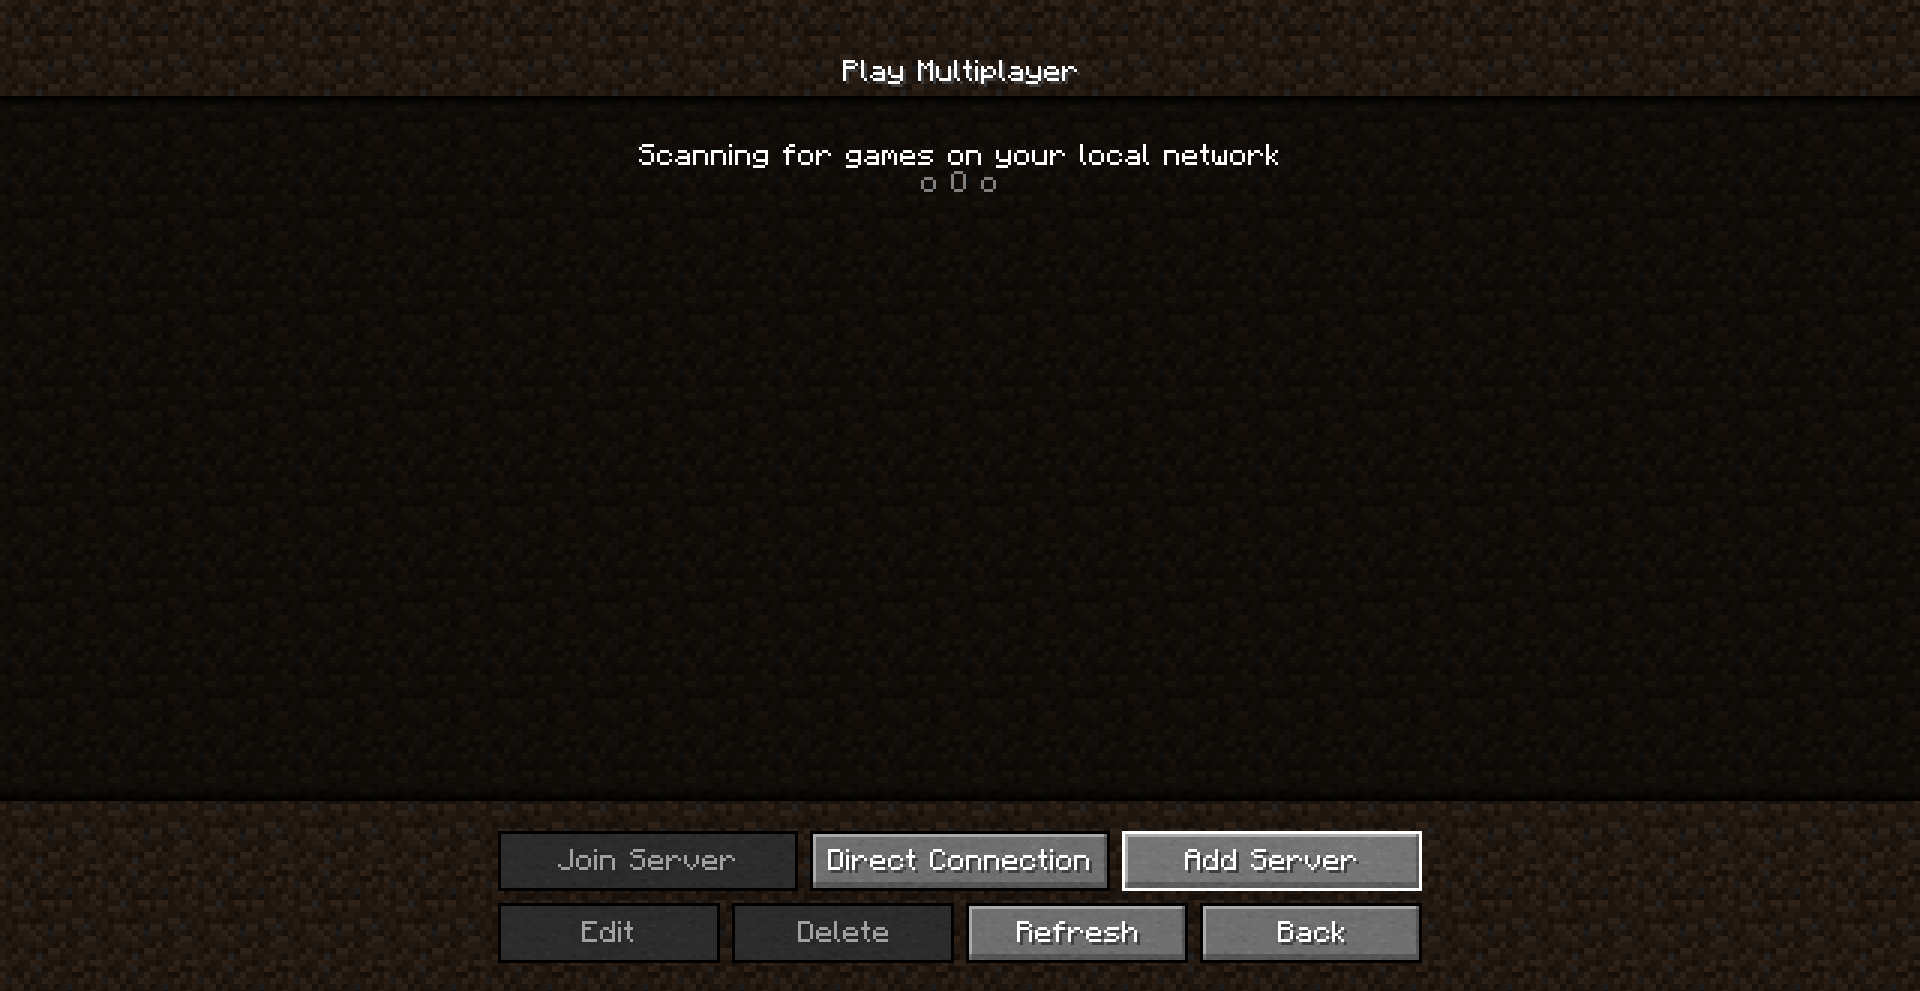 Play Multiplayer
Scanning for games on your local network
o O o
Join Server
Direct Connection
Add Server
Edit
Delete
Refresh
Back